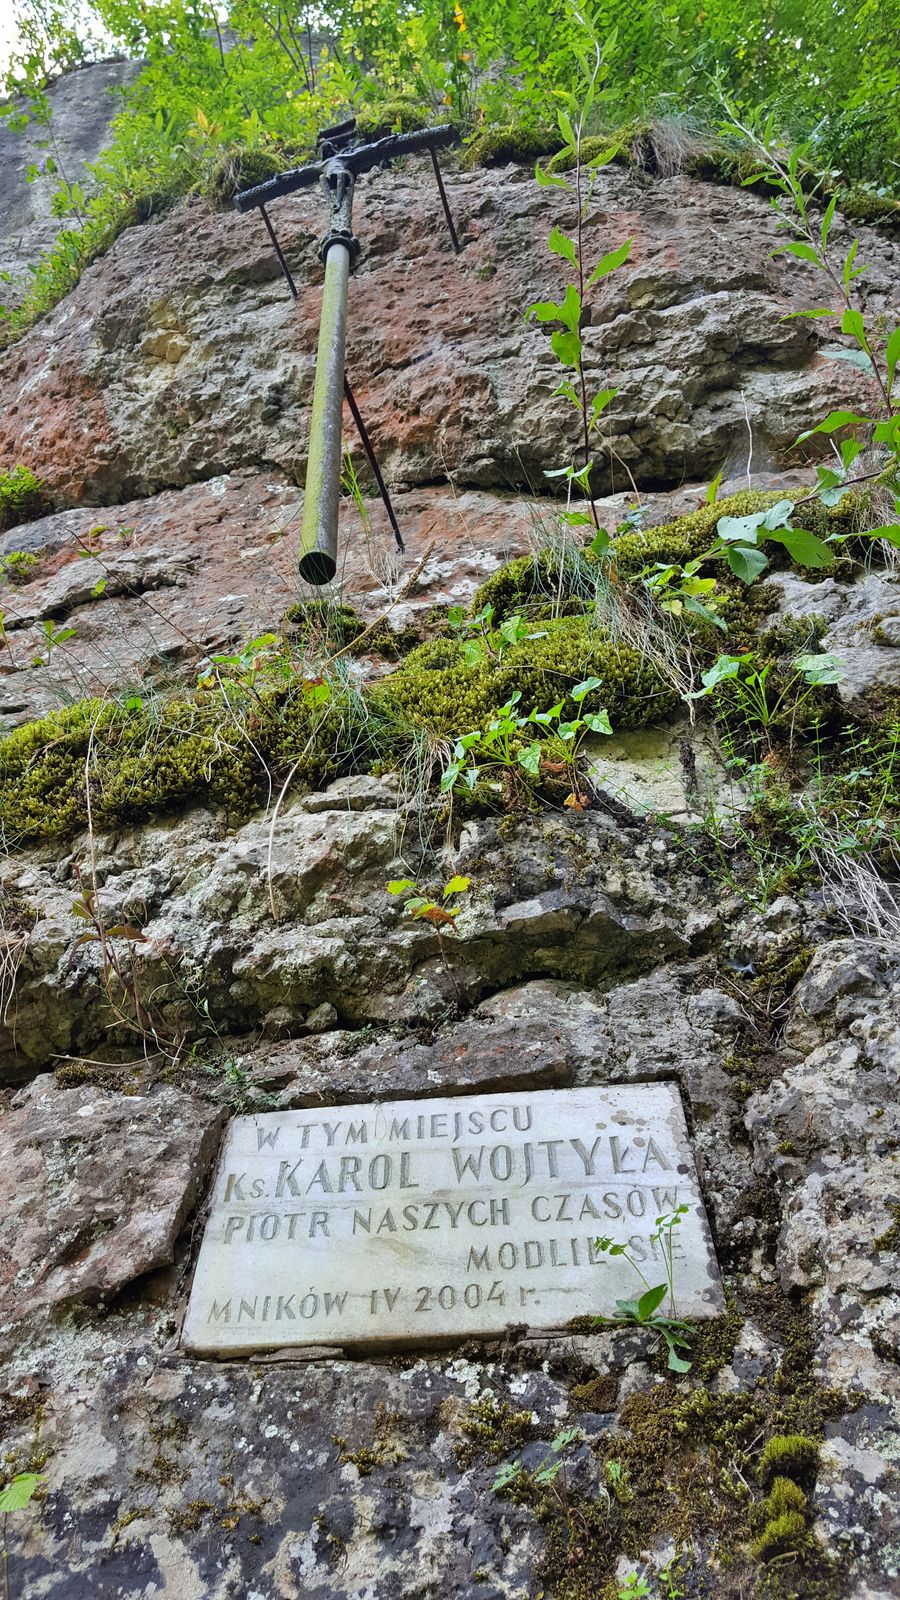 W TYM MIEJSCU
Ks. KAROL WOJTYŁA
PIOTR NASZYCH CZASÓW
MODLIŁ SIĘ
MNIKÓW IV 2004 r.